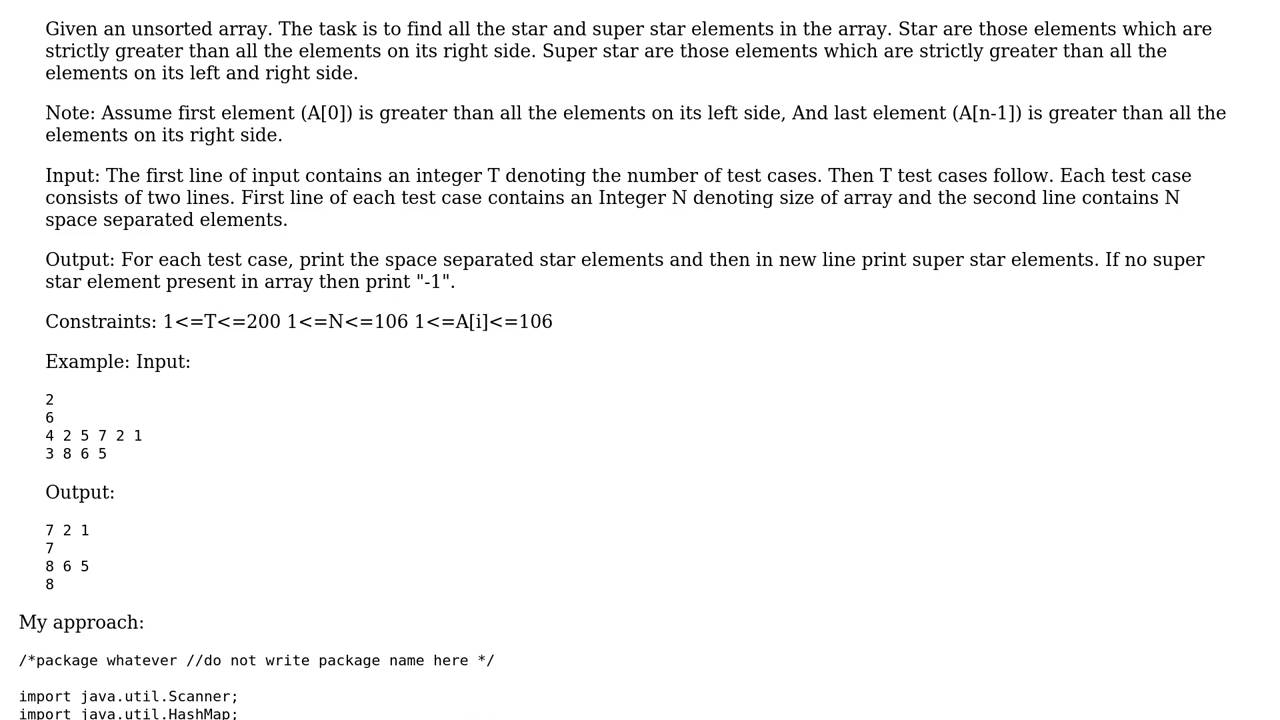 Given an unsorted array. The task is to find all the star and super star elements in the array. Star are those elements which are
strictly greater than all the elements on its right side. Super star are those elements which are strictly greater than all the
elements on its left and right side.
Note: Assume first element (A[0]) is greater than all the elements on its left side, And last element (A[n-1]) is greater than all the
elements on its right side.
Input: The first line of input contains an integer T denoting the number of test cases. Then T test cases follow. Each test case
consists of two lines. First line of each test case contains an Integer N denoting size of array and the second line contains N
space separated elements.
Output: For each test case, print the space separated star elements and then in new line print super star elements. If no super
star element present in array then print "-1".
Constraints: 1<=T<=200 1<=N<=106 1<=A[i]<=106
Example: Input:
2
6
4 2 5 7 2 1
3 8 6 5
Output:
7 2 1
7
8 6 5
8
My approach:
/*package whatever //do not write package name here */
import java.util.Scanner;
import java.util.HashMap;